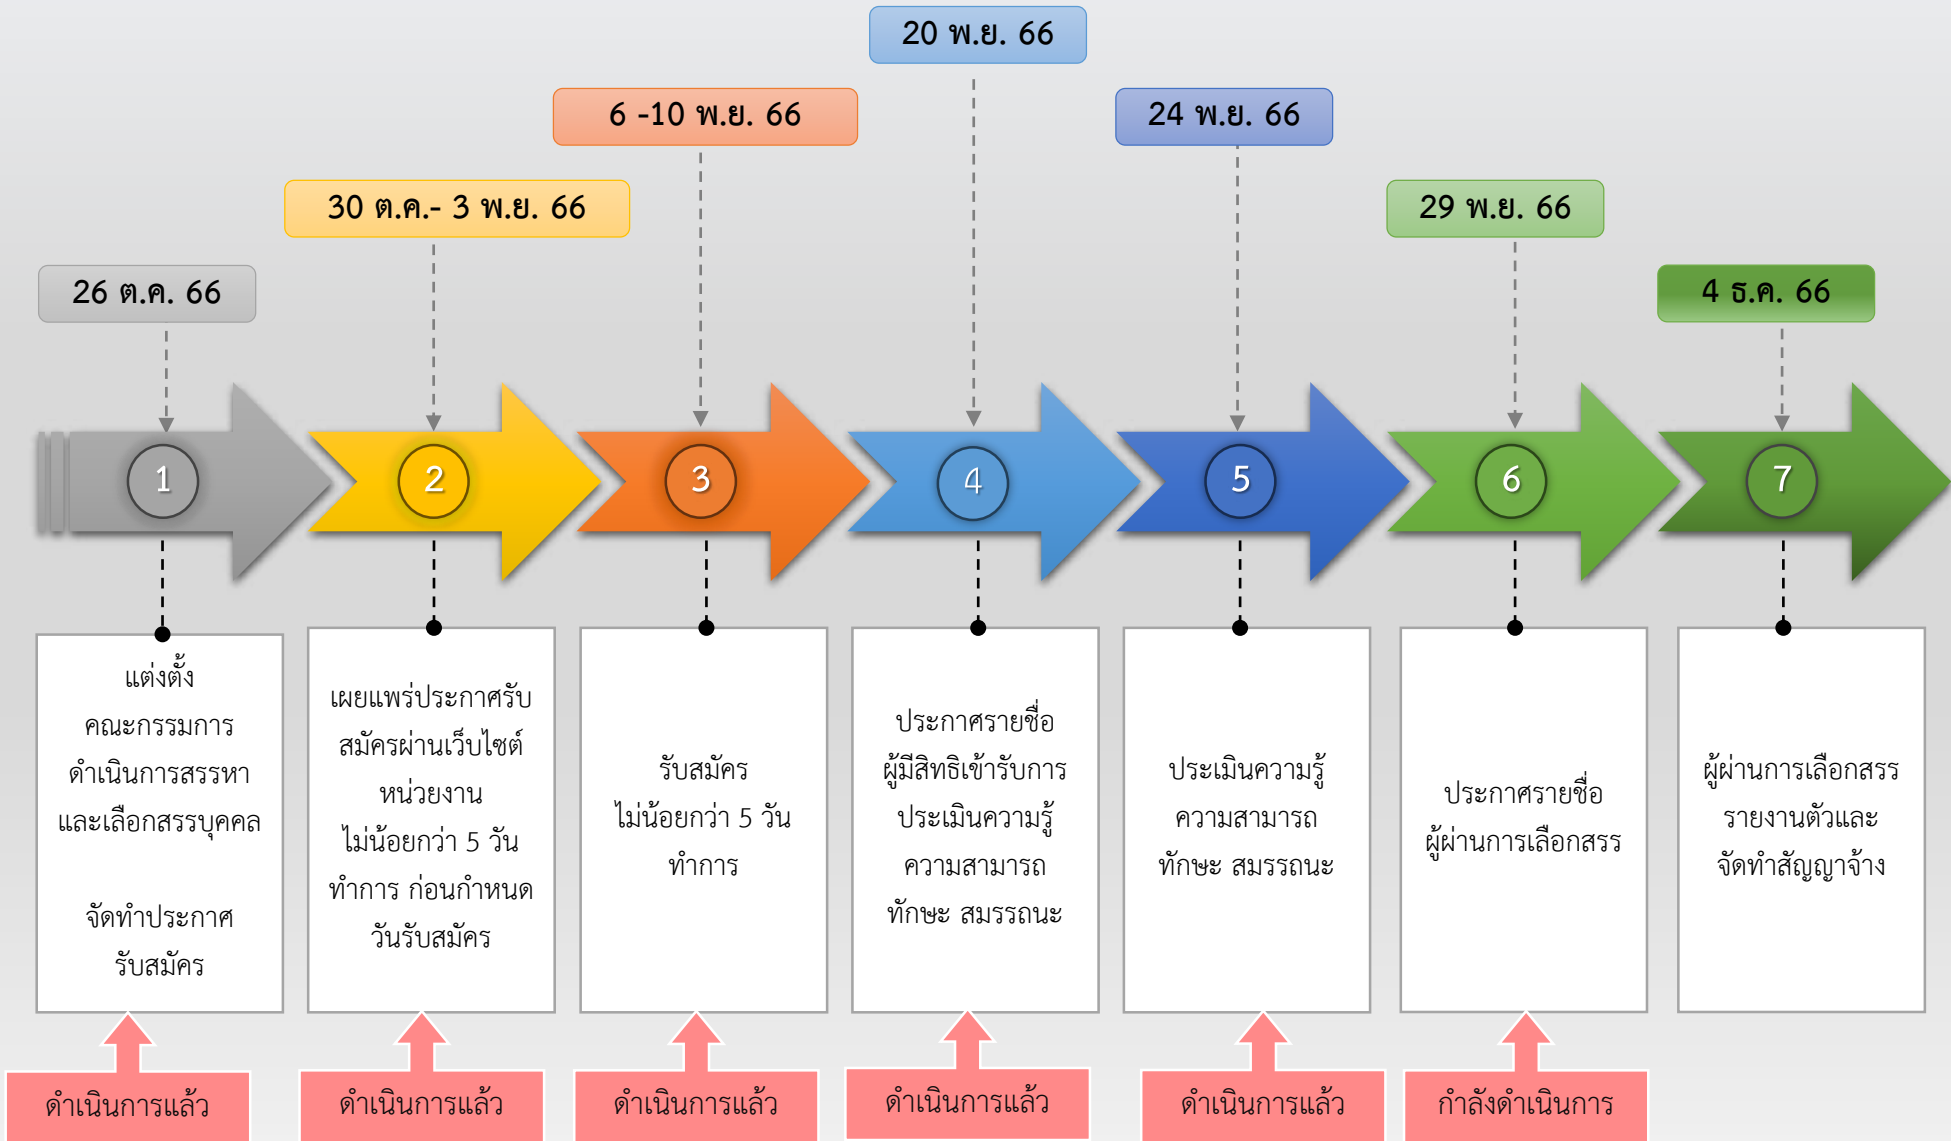 20 พ.ย. 66
6 -10 พ.ย. 66
24 พ.ย. 66
30 ต.ค.- 3 พ.ย. 66
29 พ.ย. 66
26 ต.ค. 66
4 ธ.ค. 66
1
2
3
4
5
6
7
แต่งตั้ง
คณะกรรมการ
ดำเนินการสรรหา
และเลือกสรรบุคคล
จัดทำประกาศ
รับสมัคร
เผยแพร่ประกาศรับ
สมัครผ่านเว็บไซต์
หน่วยงาน
ไม่น้อยกว่า 5 วัน
ทำการ ก่อนกำหนด
วันรับสมัคร
รับสมัคร
ไม่น้อยกว่า 5 วัน
ทำการ
ประกาศรายชื่อ
ผู้มีสิทธิเข้ารับการ
ประเมินความรู้
ความสามารถ
ทักษะ สมรรถนะ
ประเมินความรู้
ความสามารถ
ทักษะ สมรรถนะ
ประกาศรายชื่อ
ผู้ผ่านการเลือกสรร
ผู้ผ่านการเลือกสรร
รายงานตัวและ
จัดทำสัญญาจ้าง
ดำเนินการแล้ว
ดำเนินการแล้ว
ดำเนินการแล้ว
ดำเนินการแล้ว
ดำเนินการแล้ว
กำลังดำเนินการ